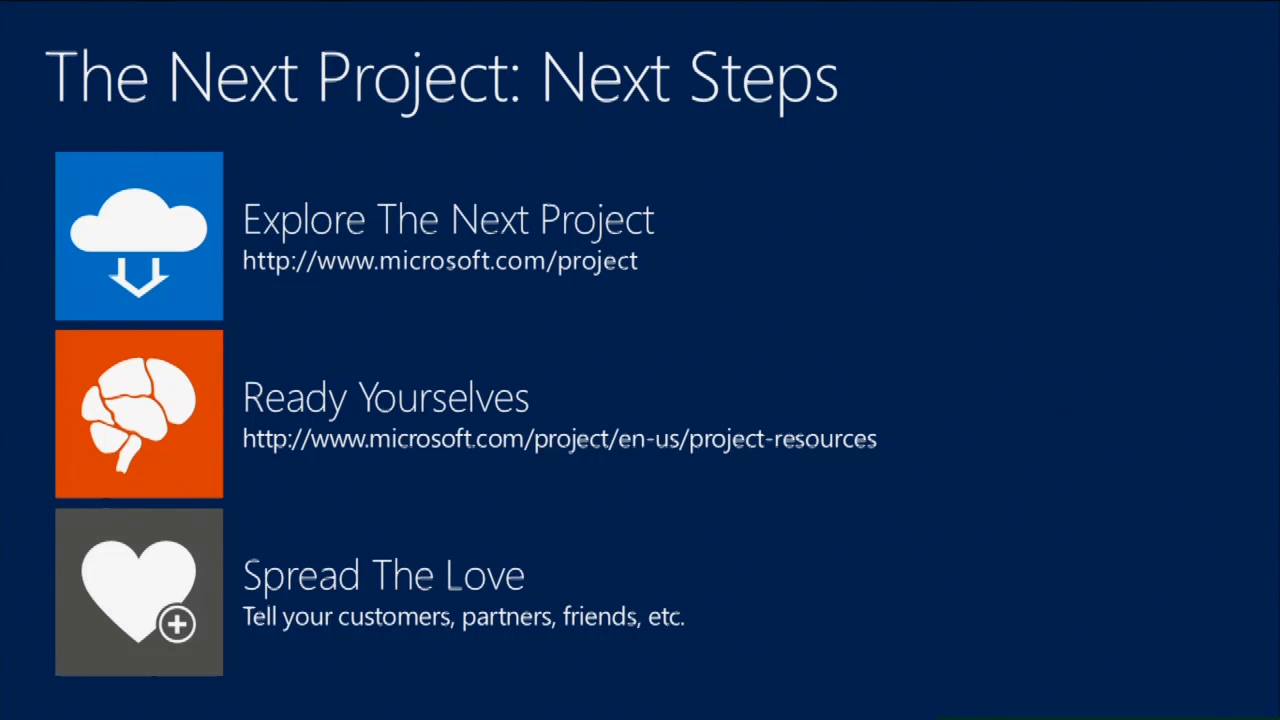 The Next Project: Next Steps
Explore The Next Project
http://www.microsoft.com/project
Ready Yourselves
http://www.microsoft.com/project/en-us/project-resources
Spread The Love
Tell your customers, partners, friends, etc.